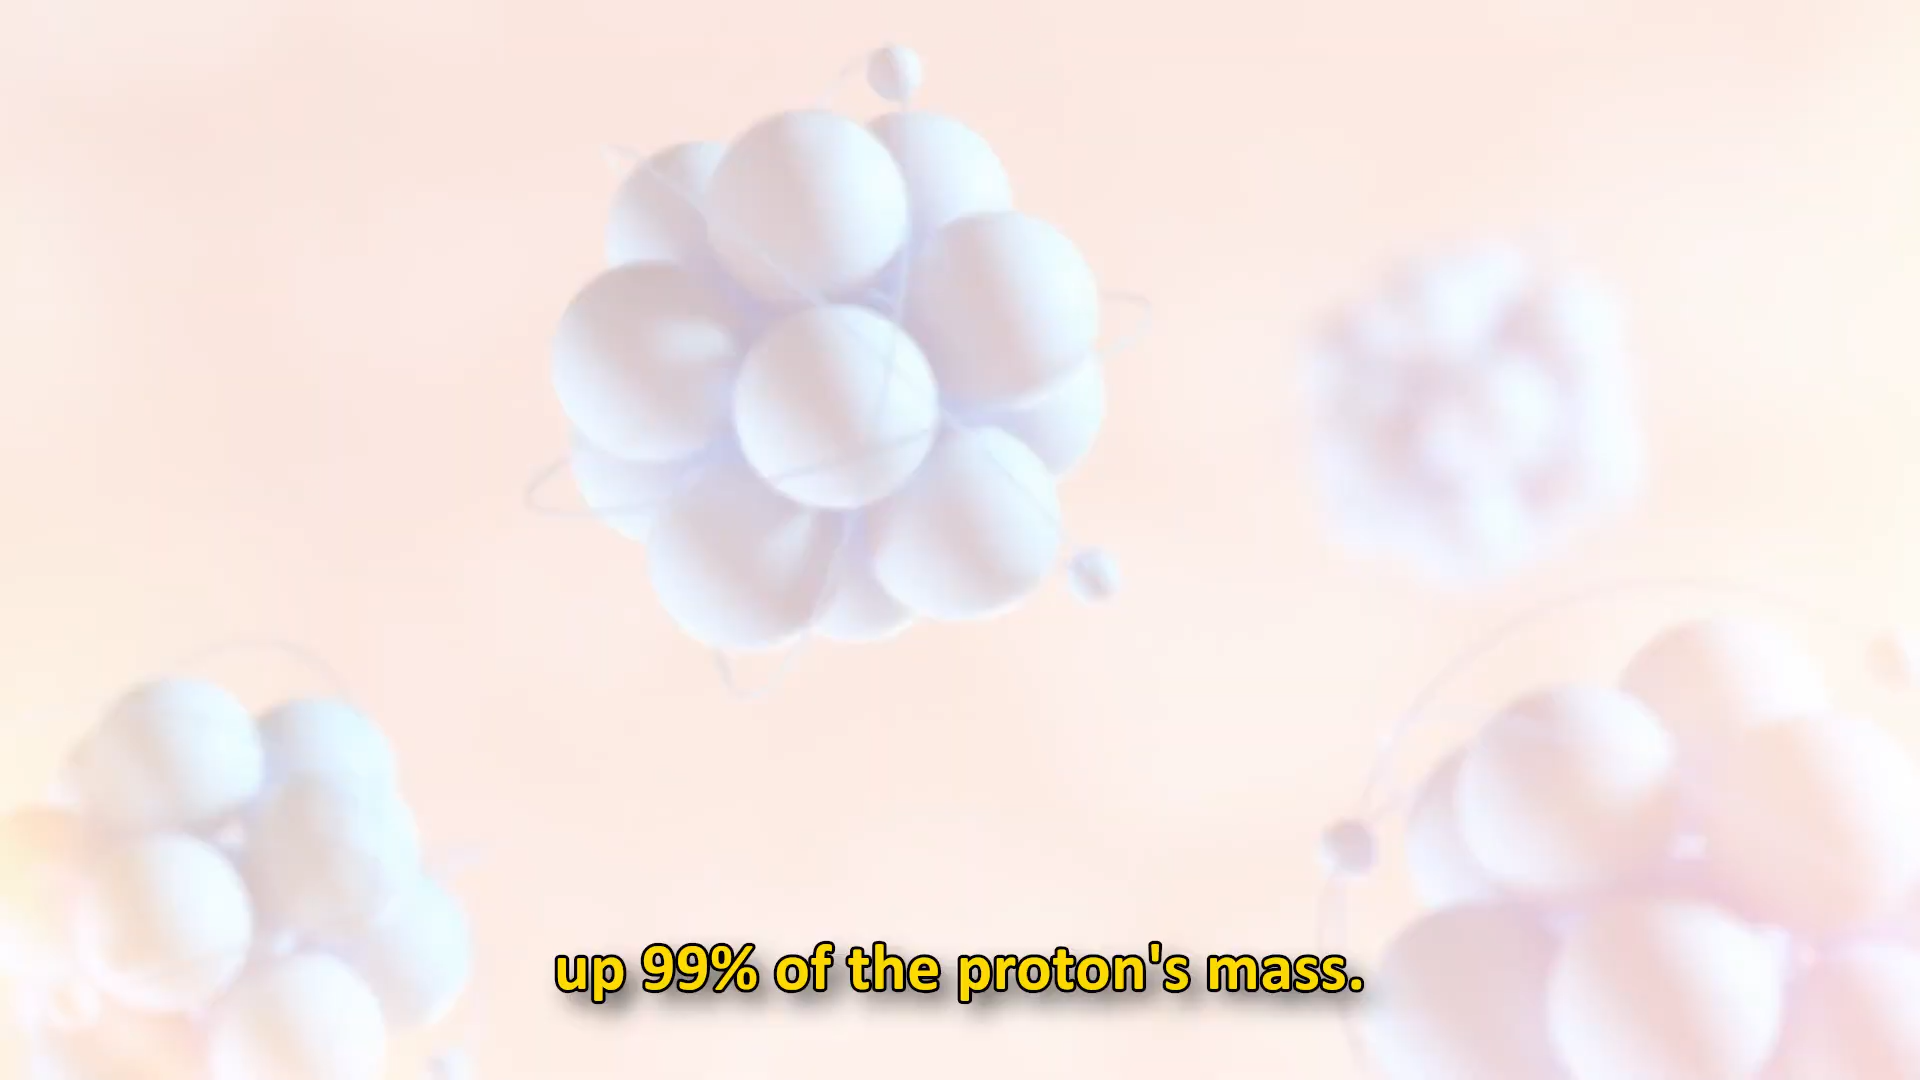 up 99% of the proton's mass.